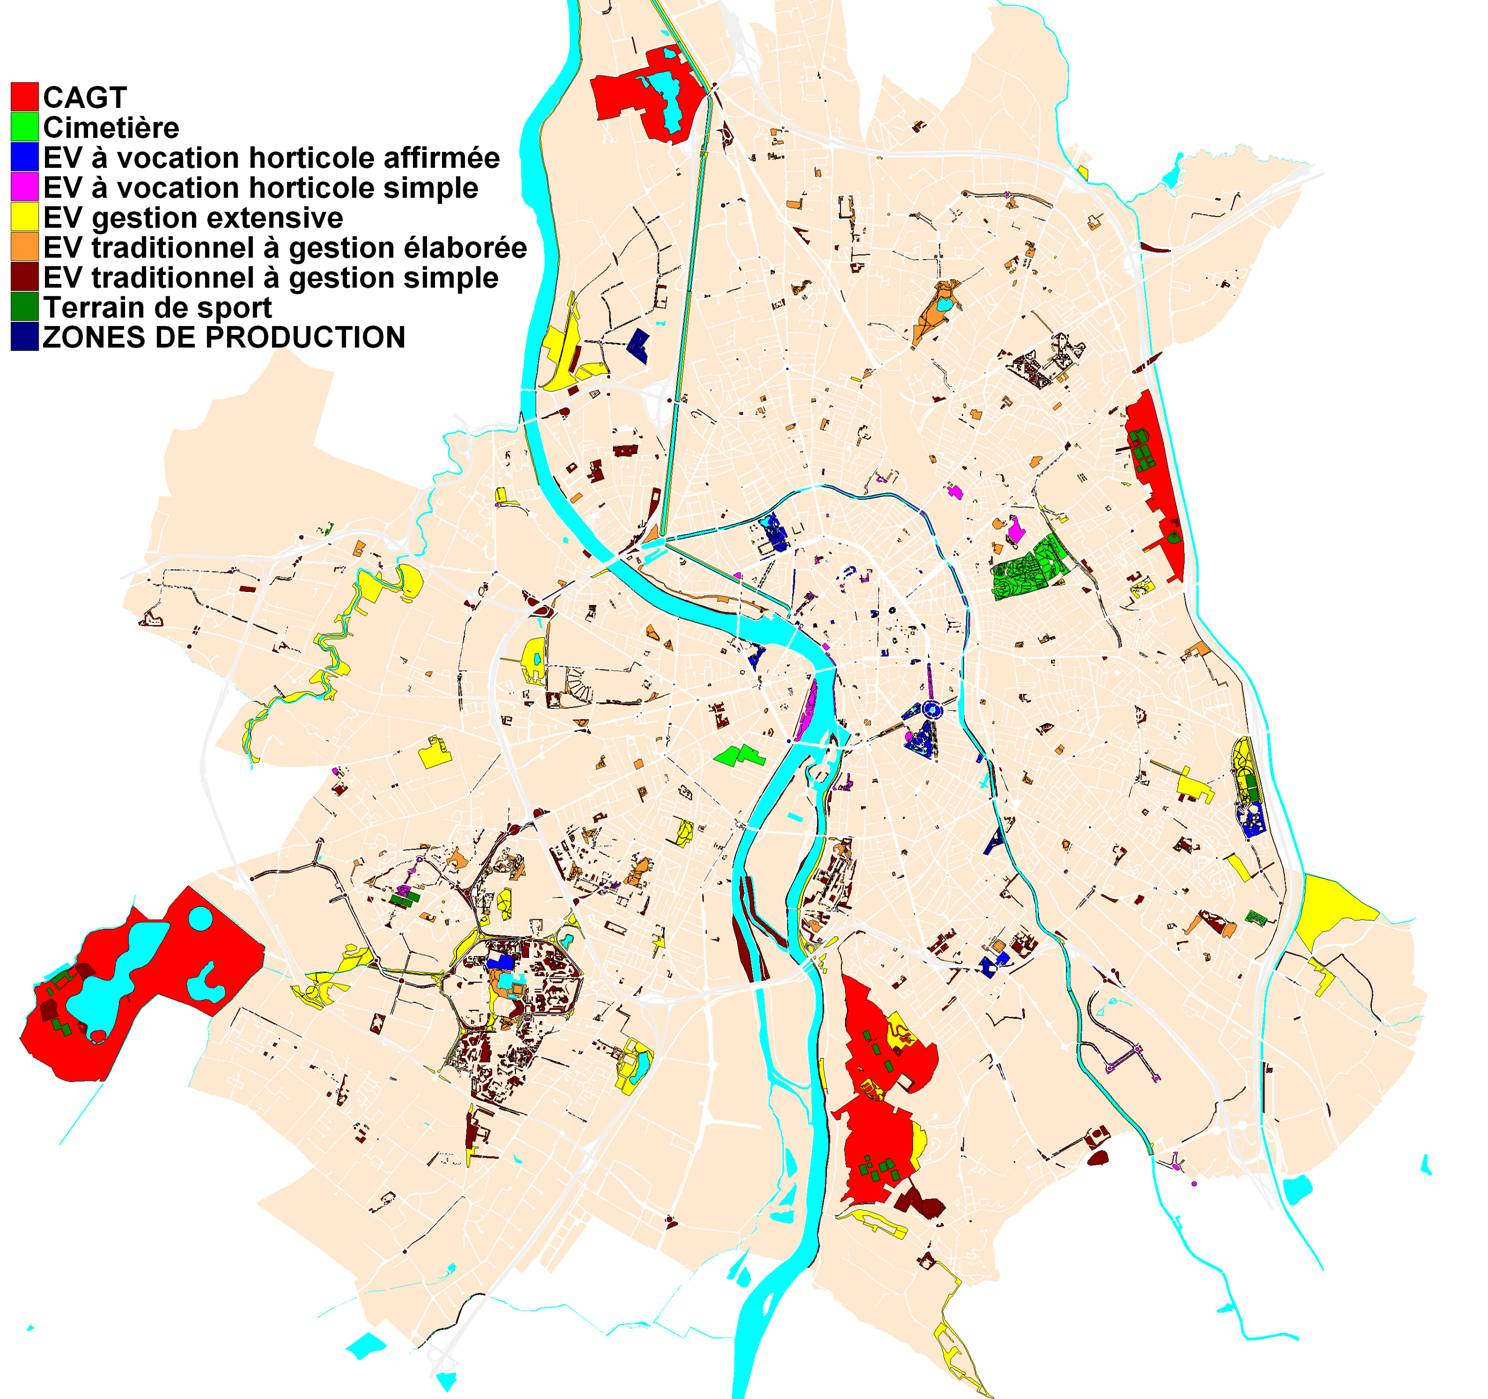 CAGT
Cimetière
EV à vocation horticole affirmée
EV à vocation horticole simple
EV gestion extensive
EV traditionnel à gestion élaborée
EV traditionnel à gestion simple
Terrain de sport
ZONES DE PRODUCTION